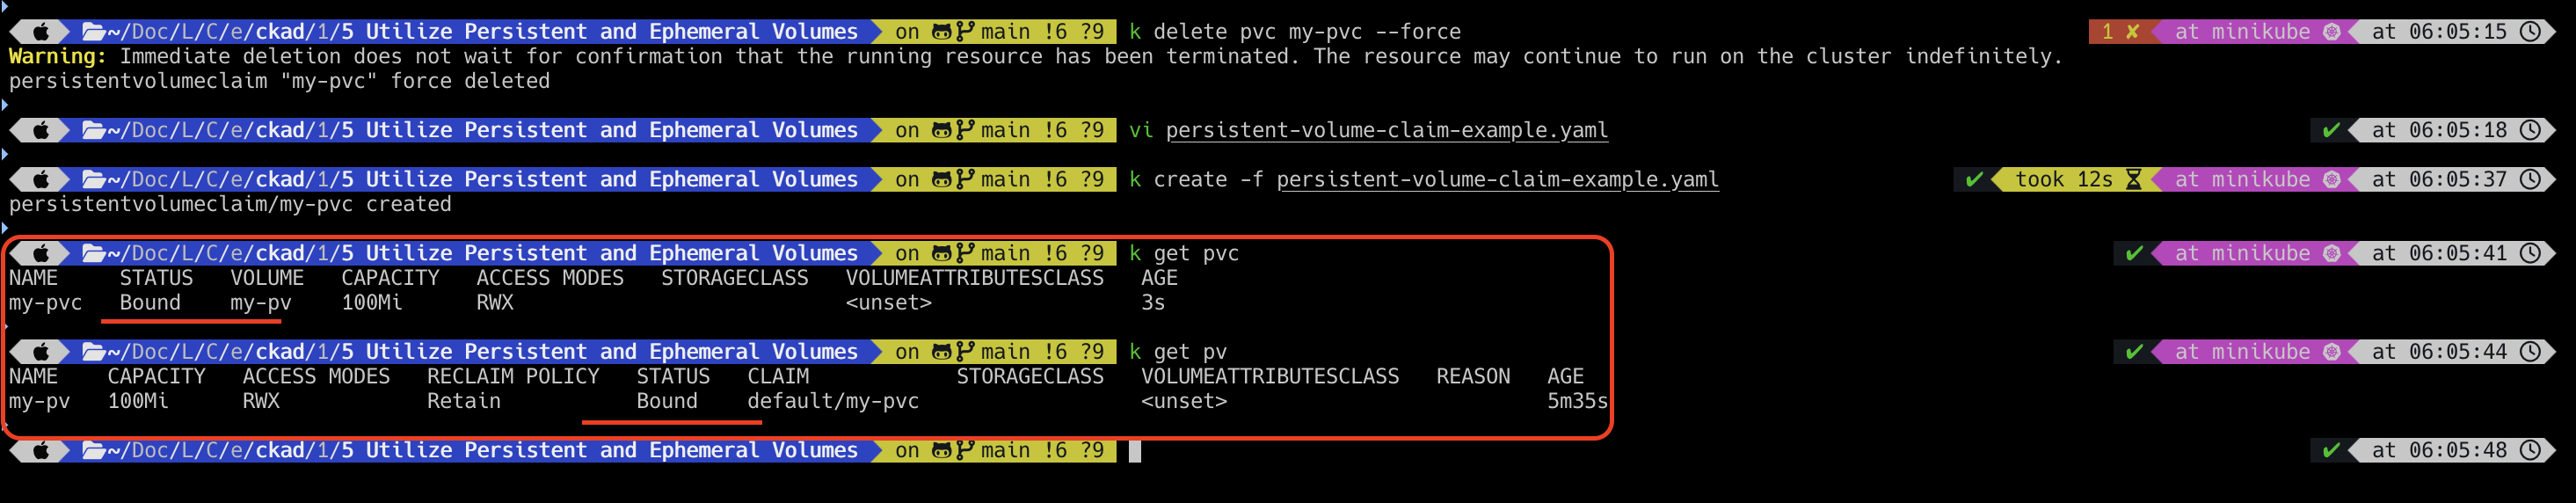 ~/Doc/L/C/e/ckad/1/5 Utilize Persistent and Ephemeral Volumes on main !6 ?9 k delete pvc my-pvc --force 1 ✘ at minikube at 06:05:15
Warning: Immediate deletion does not wait for confirmation that the running resource has been terminated. The resource may continue to run on the cluster indefinitely.
persistentvolumeclaim "my-pvc" force deleted
~/Doc/L/C/e/ckad/1/5 Utilize Persistent and Ephemeral Volumes on main !6 ?9 vi persistent-volume-claim-example.yaml ✔ at 06:05:18
~/Doc/L/C/e/ckad/1/5 Utilize Persistent and Ephemeral Volumes on main !6 ?9 k create -f persistent-volume-claim-example.yaml ✔ took 12s at minikube at 06:05:37
persistentvolumeclaim/my-pvc created
~/Doc/L/C/e/ckad/1/5 Utilize Persistent and Ephemeral Volumes on main !6 ?9 k get pvc ✔ at minikube at 06:05:41
NAME STATUS VOLUME CAPACITY ACCESS MODES STORAGECLASS VOLUMEATTRIBUTESCLASS AGE
my-pvc Bound my-pv 100Mi RWX <unset> 3s
~/Doc/L/C/e/ckad/1/5 Utilize Persistent and Ephemeral Volumes on main !6 ?9 k get pv ✔ at minikube at 06:05:44
NAME CAPACITY ACCESS MODES RECLAIM POLICY STATUS CLAIM STORAGECLASS VOLUMEATTRIBUTESCLASS REASON AGE
my-pv 100Mi RWX Retain Bound default/my-pvc <unset> 5m35s
~/Doc/L/C/e/ckad/1/5 Utilize Persistent and Ephemeral Volumes on main !6 ?9 ✔ at 06:05:48